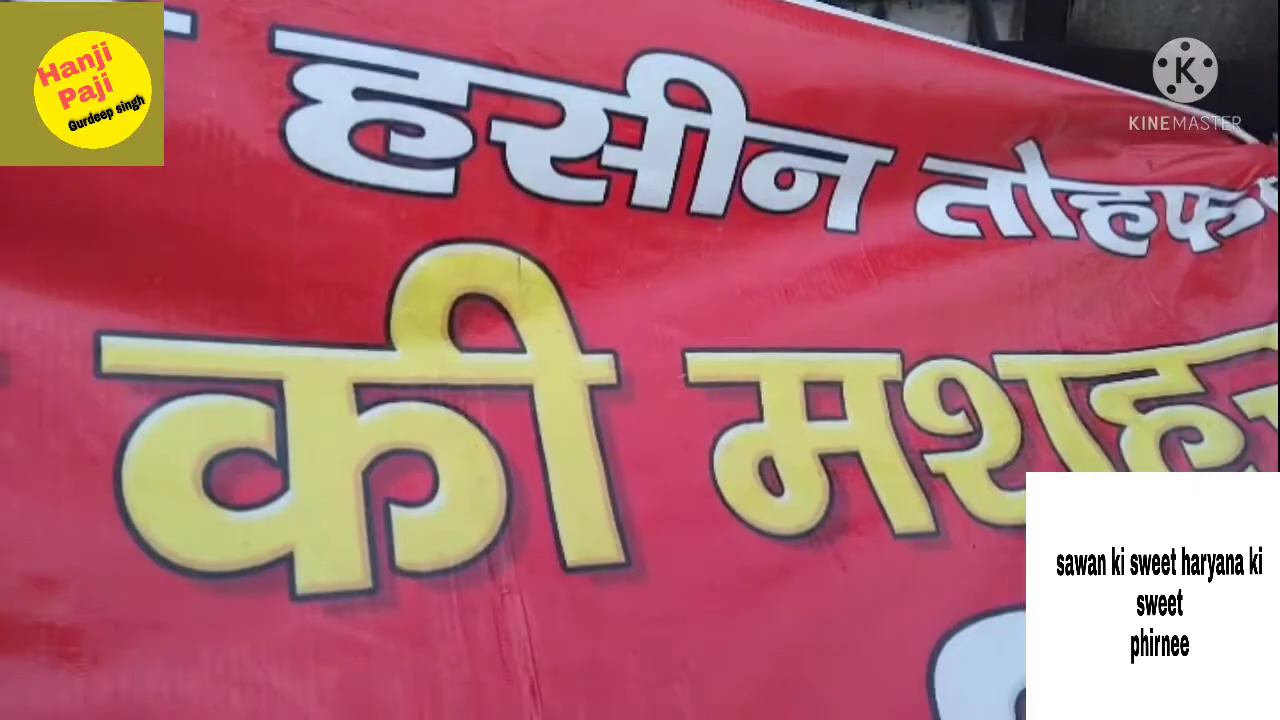 Hanji
Paji
Gurdeep singh
K
KINEMASTER
हसीन
की
sawan ki sweet haryana ki
sweet
phirnee